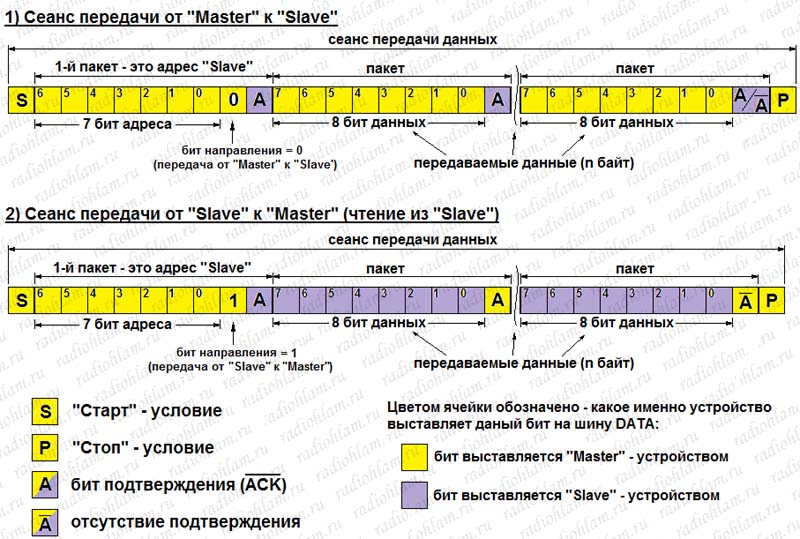 1) Сеанс передачи от "Master" к "Slave"
сеанс передачи данных
1-й пакет - это адрес "Slave" пакет пакет
S 6 5 4 3 2 1 0 0 A 7 6 5 4 3 2 1 0 A 7 6 5 4 3 2 1 0 A/A̅ P
7 бит адреса 8 бит данных 8 бит данных
бит направления = 0
(передача от "Master" к "Slave')
передаваемые данные (n байт)
2) Сеанс передачи от "Slave" к "Master" (чтение из "Slave")
сеанс передачи данных
1-й пакет - это адрес "Slave" пакет пакет
S 6 5 4 3 2 1 0 1 A 7 6 5 4 3 2 1 0 A 7 6 5 4 3 2 1 0 A̅ P
7 бит адреса 8 бит данных 8 бит данных
бит направления = 1
(передача от "Slave" к "Master")
передаваемые данные (n байт)
S "Старт" - условие
P "Стоп" - условие
A бит подтверждения (A̅C̅K̅)
A̅ отсутствие подтверждения
Цветом ячейки обозначено - какое именно устройство
выставляет даный бит на шину DATA:
бит выставляется "Master" - устройством
бит выставляется "Slave" - устройством
radiohlam.ru